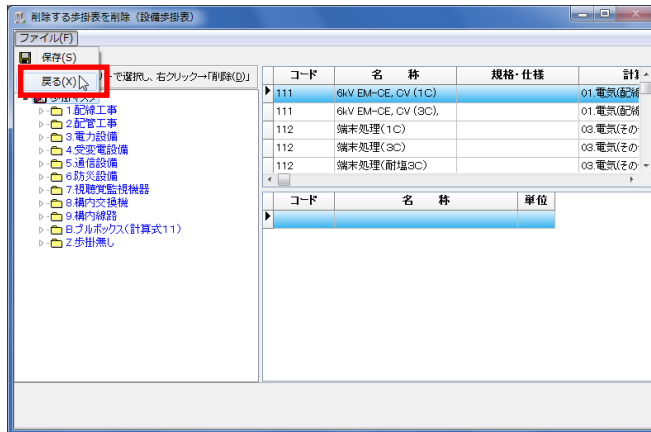 削除する歩掛表を削除（設備歩掛表）
ファイル(F)
保存(S)
戻る(X)
ーで選択し、右クリック→「削除(D)」
1.配線工事
2.配管工事
3.電力設備
4.受変電設備
5.通信設備
6.防災設備
7.視聴覚監視機器
8.構内交換機
9.構内線路
B.プルボックス(計算式11)
Z.歩掛無し
コード 名 称 規格・仕様 計算
111 6kV EM-CE, CV (1C) 01.電気(配線
111 6kV EM-CE, CV (3C), 01.電気(配線
112 端末処理(1C) 03.電気(その
112 端末処理(3C) 03.電気(その
112 端末処理(耐塩3C) 03.電気(その
コード 名 称 単位